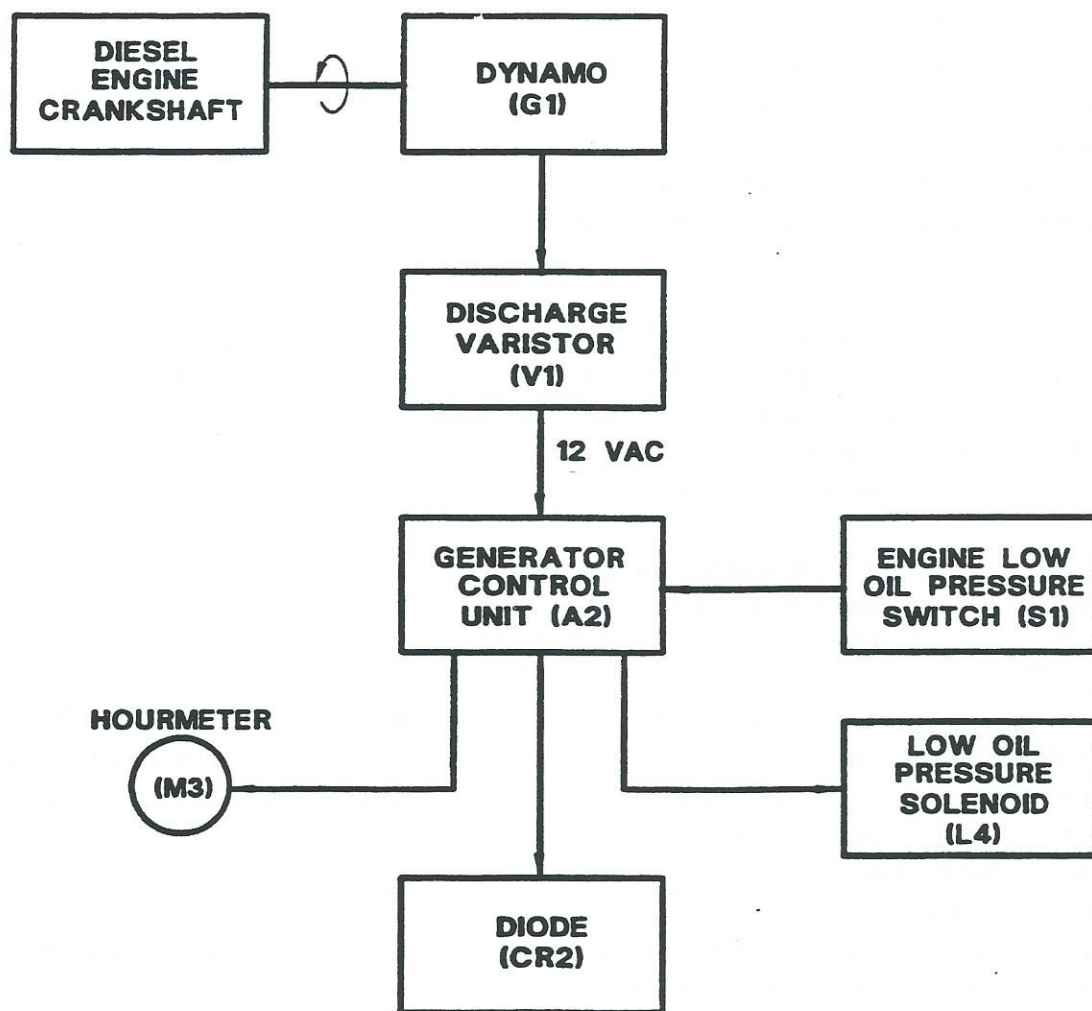 DIESEL
ENGINE
CRANKSHAFT
DYNAMO
(G1)
DISCHARGE
VARISTOR
(V1)
12 VAC
GENERATOR
CONTROL
UNIT (A2)
ENGINE LOW
OIL PRESSURE
SWITCH (S1)
HOURMETER
(M3)
LOW OIL
PRESSURE
SOLENOID
(L4)
DIODE
(CR2)